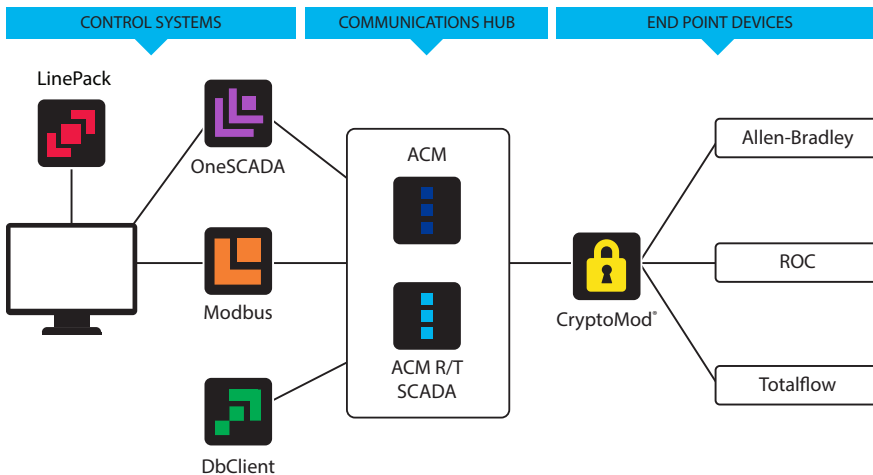 CONTROL SYSTEMS
COMMUNICATIONS HUB
END POINT DEVICES
LinePack
OneSCADA
Modbus
DbClient
ACM
ACM R/T
SCADA
CryptoMod®
Allen-Bradley
ROC
Totalflow